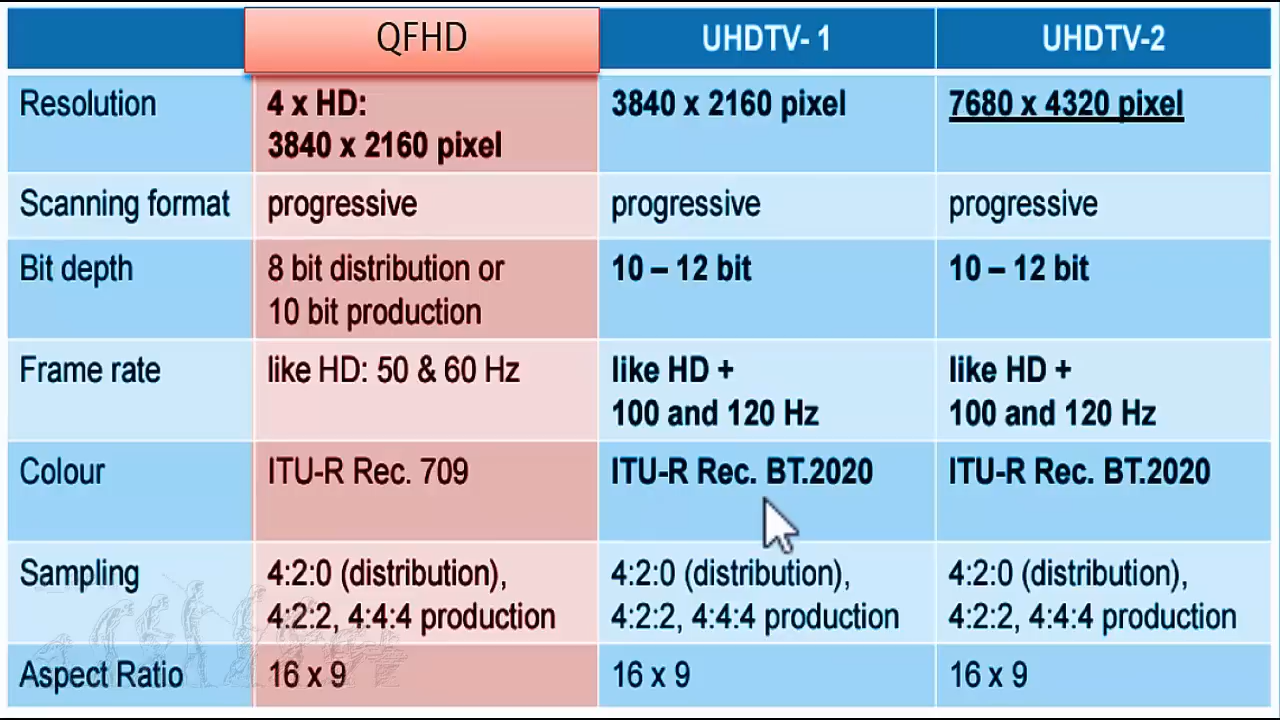 QFHD UHDTV- 1 UHDTV-2
Resolution 4 x HD: 3840 x 2160 pixel 7680 x 4320 pixel
3840 x 2160 pixel
Scanning format progressive progressive progressive
Bit depth 8 bit distribution or 10 – 12 bit 10 – 12 bit
10 bit production
Frame rate like HD: 50 & 60 Hz like HD + like HD +
100 and 120 Hz 100 and 120 Hz
Colour ITU-R Rec. 709 ITU-R Rec. BT.2020 ITU-R Rec. BT.2020
Sampling 4:2:0 (distribution), 4:2:0 (distribution), 4:2:0 (distribution),
4:2:2, 4:4:4 production 4:2:2, 4:4:4 production 4:2:2, 4:4:4 production
Aspect Ratio 16 x 9 16 x 9 16 x 9